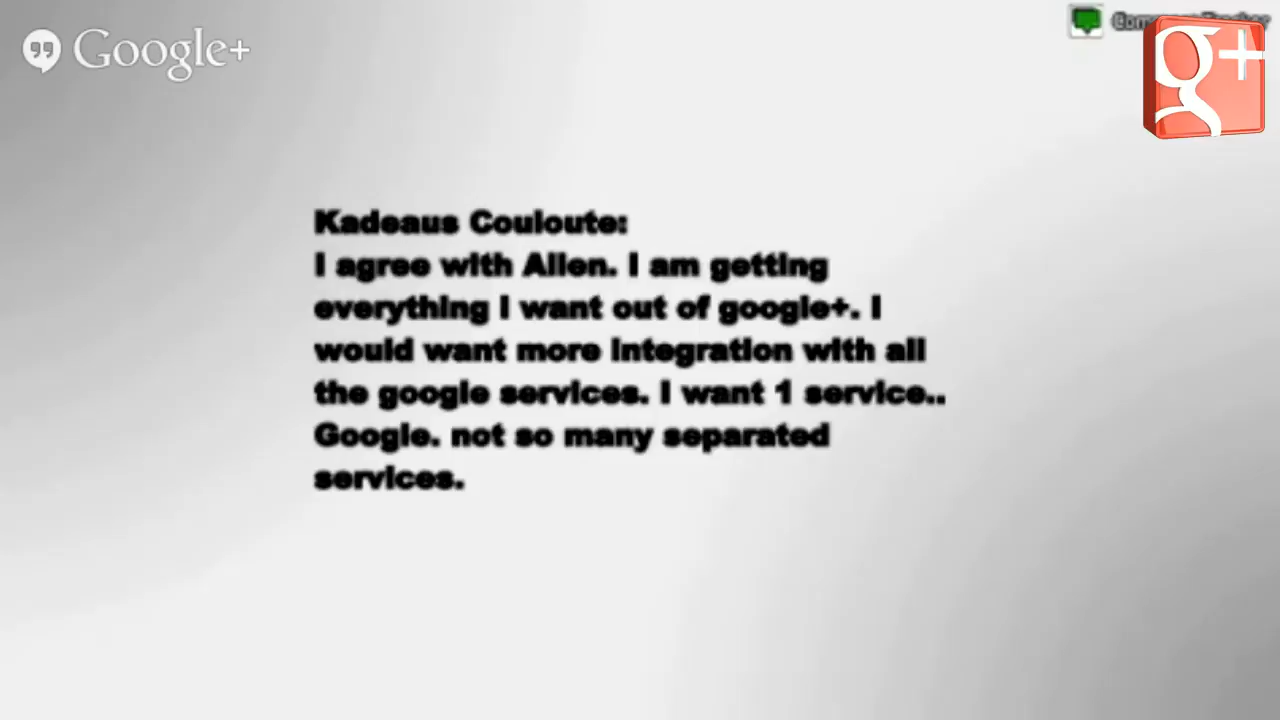 Google+
g+
Kadeaus Couloute:
I agree with Allen. I am getting
everything I want out of google+. I
would want more integration with all
the google services. I want 1 service..
Google. not so many separated
services.